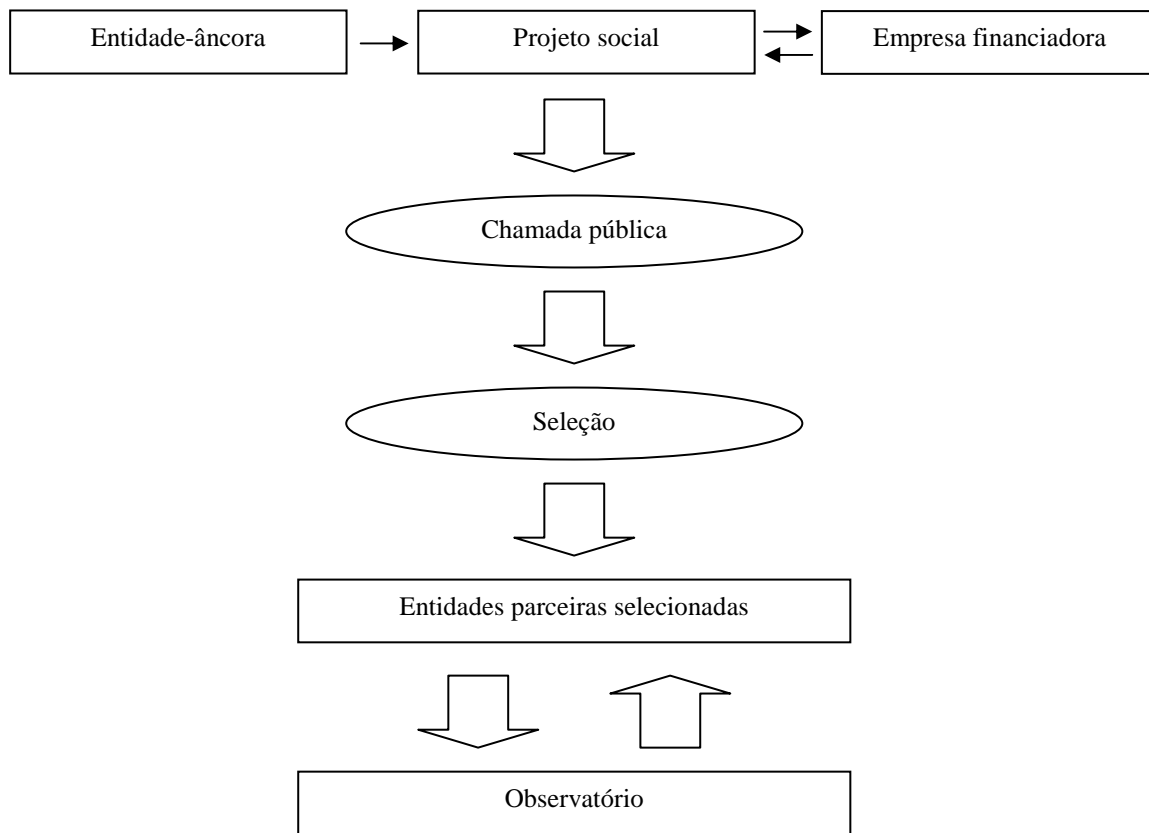 Entidade-âncora
Projeto social
Empresa financiadora
Chamada pública
Seleção
Entidades parceiras selecionadas
Observatório